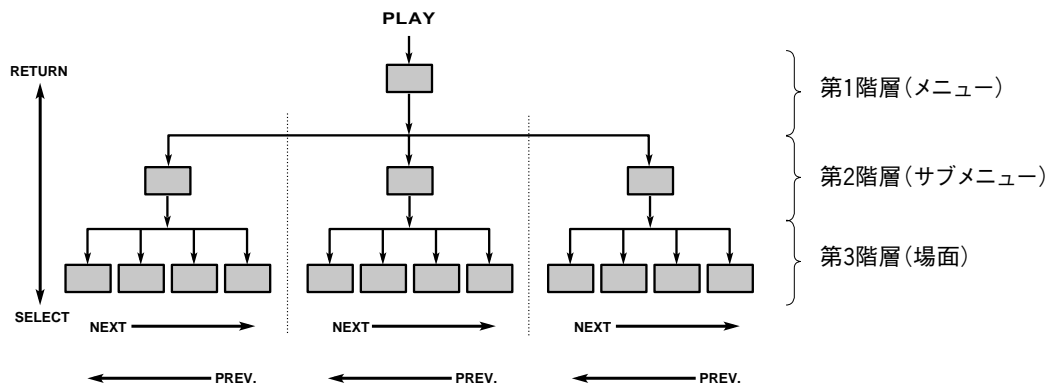 PLAY
RETURN
第1階層（メニュー）
第2階層（サブメニュー）
第3階層（場面）
SELECT
NEXT
NEXT
NEXT
PREV.
PREV.
PREV.